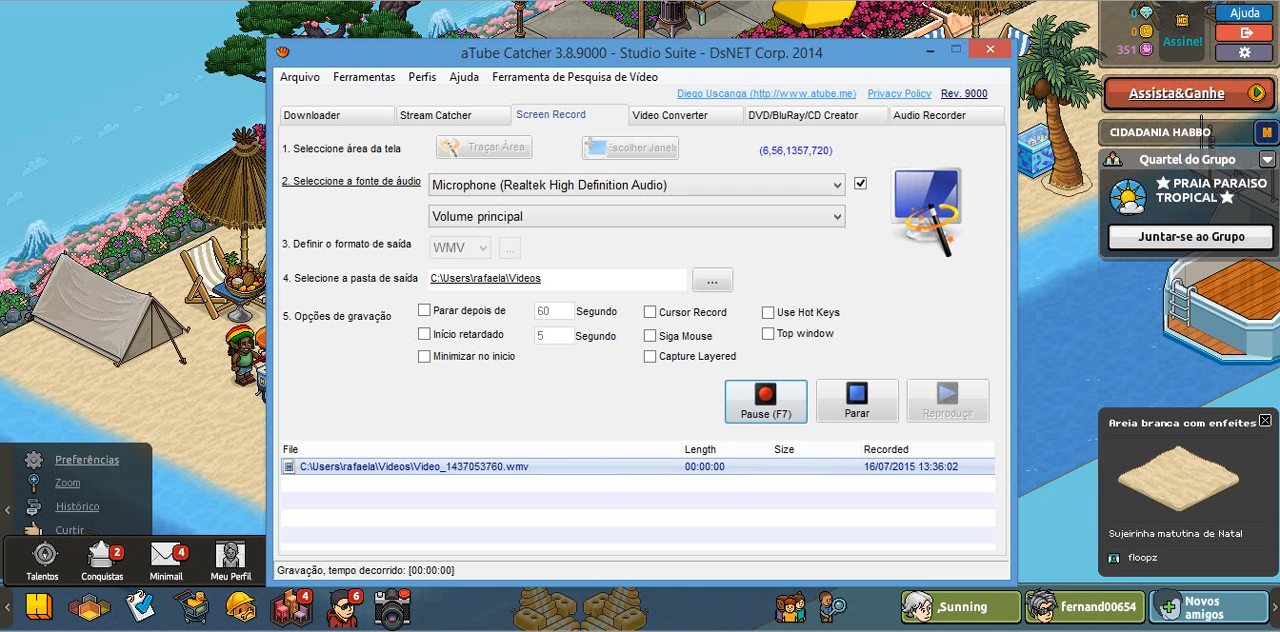 aTube Catcher 3.8.9000 - Studio Suite - DsNET Corp. 2014
Arquivo Ferramentas Perfis Ajuda Ferramenta de Pesquisa de Vídeo
Diego Uscanga (http://www.atube.me) Privacy Policy Rev. 9000
Downloader Stream Catcher Screen Record Video Converter DVD/BluRay/CD Creator Audio Recorder
1. Seleccione área da tela Traçar Área Escolher Janela (6,56,1357,720)
2. Seleccione a fonte de áudio Microphone (Realtek High Definition Audio)
Volume principal
3. Definir o formato de saída WMV ...
4. Selecione a pasta de saída C:\Users\rafaela\Videos ...
5. Opções de gravação
Parar depois de 60 Segundo Cursor Record Use Hot Keys
Início retardado 5 Segundo Siga Mouse Top window
Minimizar no inicio Capture Layered
Pause (F7) Parar Reproduçir
File Length Size Recorded
C:\Users\rafaela\Videos\Video_1437053760.wmv 00:00:00 16/07/2015 13:36:02
Gravação, tempo decorrido: [00:00:00]
0 Ajuda
0 Assine!
351
Assista&Ganhe
CIDADANIA HABBO
Quartel do Grupo
PRAIA PARAISO
TROPICAL
Juntar-se ao Grupo
Areia branca com enfeites
Sujeirinha matutina de Natal
floopz
Preferências
Zoom
Histórico
Curtir
2 4
Talentos Conquistas Minimail Meu Perfil
4 6
,Sunning fernand00654 Novos
amigos